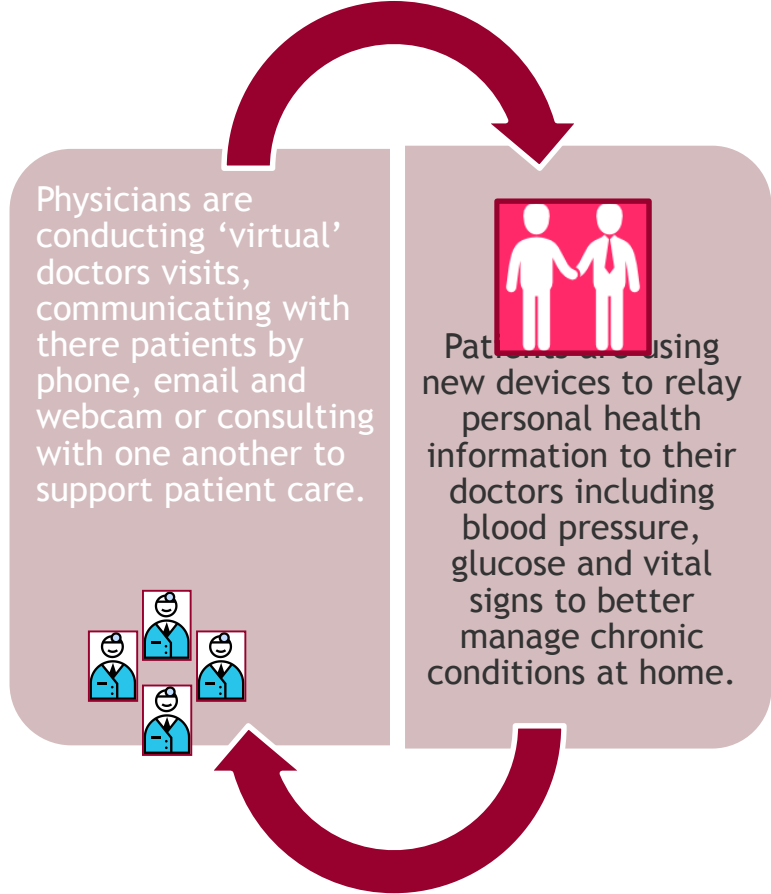 Physicians are
conducting ‘virtual’
doctors visits,
communicating with
there patients by
phone, email and
webcam or consulting
with one another to
support patient care.
Patients are using
new devices to relay
personal health
information to their
doctors including
blood pressure,
glucose and vital
signs to better
manage chronic
conditions at home.